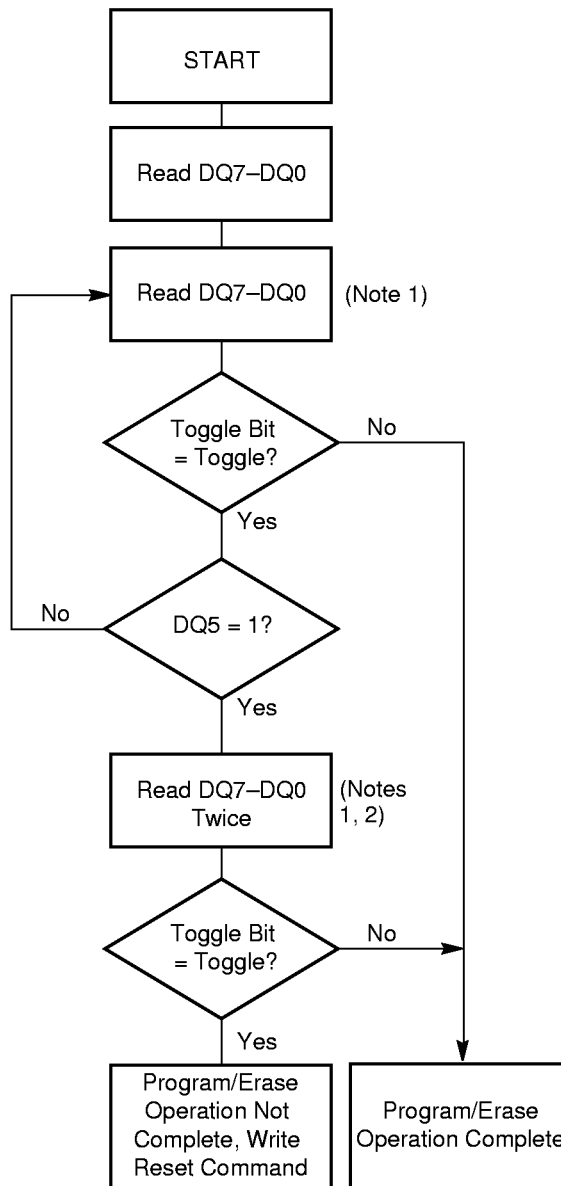 START
Read DQ7–DQ0
Read DQ7–DQ0
(Note 1)
Toggle Bit
= Toggle?
No
Yes
No
DQ5 = 1?
Yes
Read DQ7–DQ0
Twice
(Notes
1, 2)
Toggle Bit
= Toggle?
No
Yes
Program/Erase
Operation Not
Complete, Write
Reset Command
Program/Erase
Operation Complete